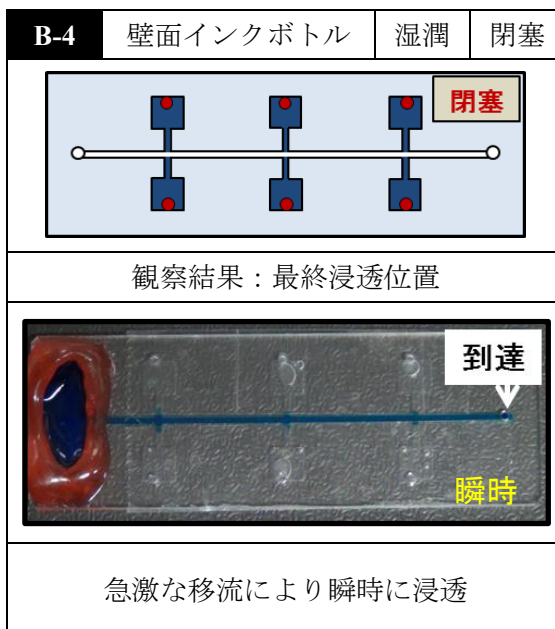 B-4 壁面インクボトル 湿潤 閉塞
閉塞
観察結果：最終浸透位置
到達
瞬時
急激な移流により瞬時に浸透